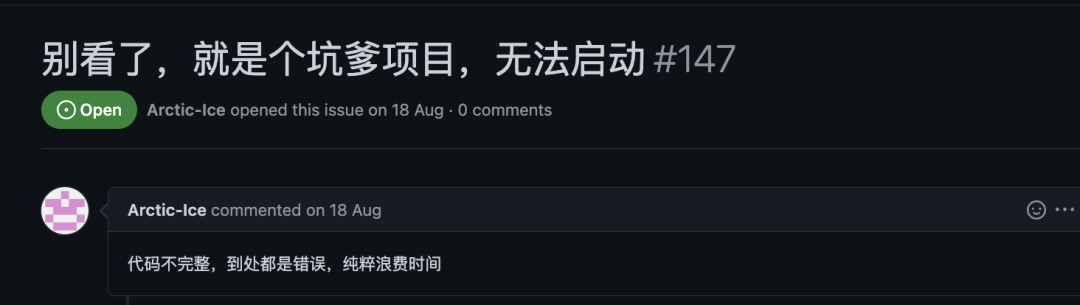 别看了，就是个坑爹项目，无法启动 #147
Open Arctic-Ice opened this issue on 18 Aug · 0 comments
Arctic-Ice commented on 18 Aug
代码不完整，到处都是错误，纯粹浪费时间